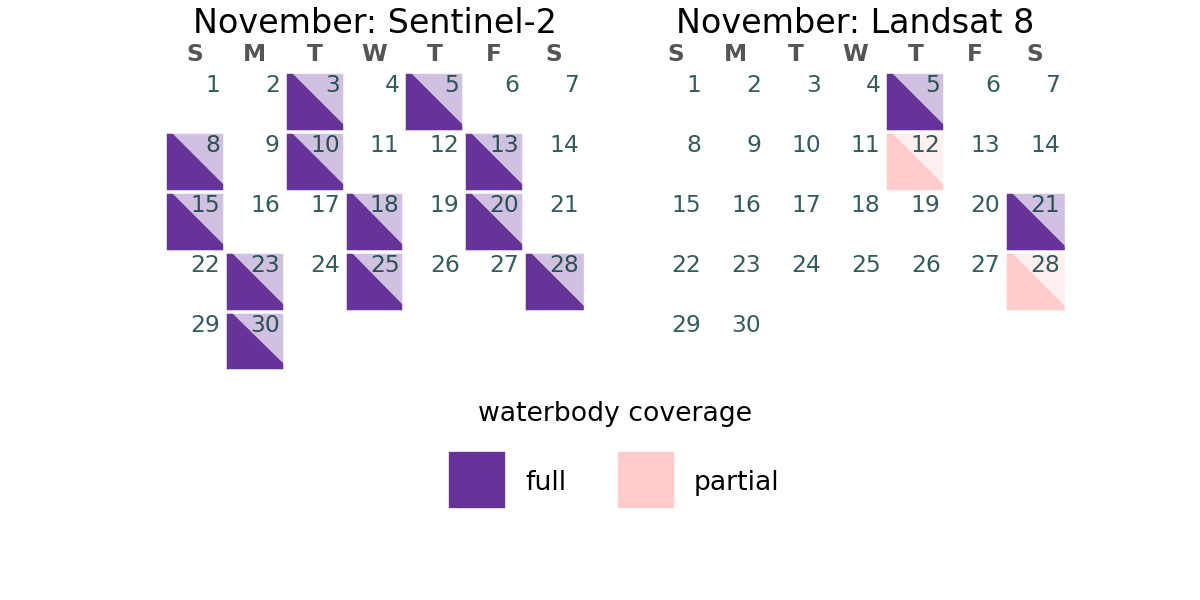 November: Sentinel-2
S M T W T F S
1 2 3 4 5 6 7
8 9 10 11 12 13 14
15 16 17 18 19 20 21
22 23 24 25 26 27 28
29 30
November: Landsat 8
S M T W T F S
1 2 3 4 5 6 7
8 9 10 11 12 13 14
15 16 17 18 19 20 21
22 23 24 25 26 27 28
29 30
waterbody coverage
full
partial